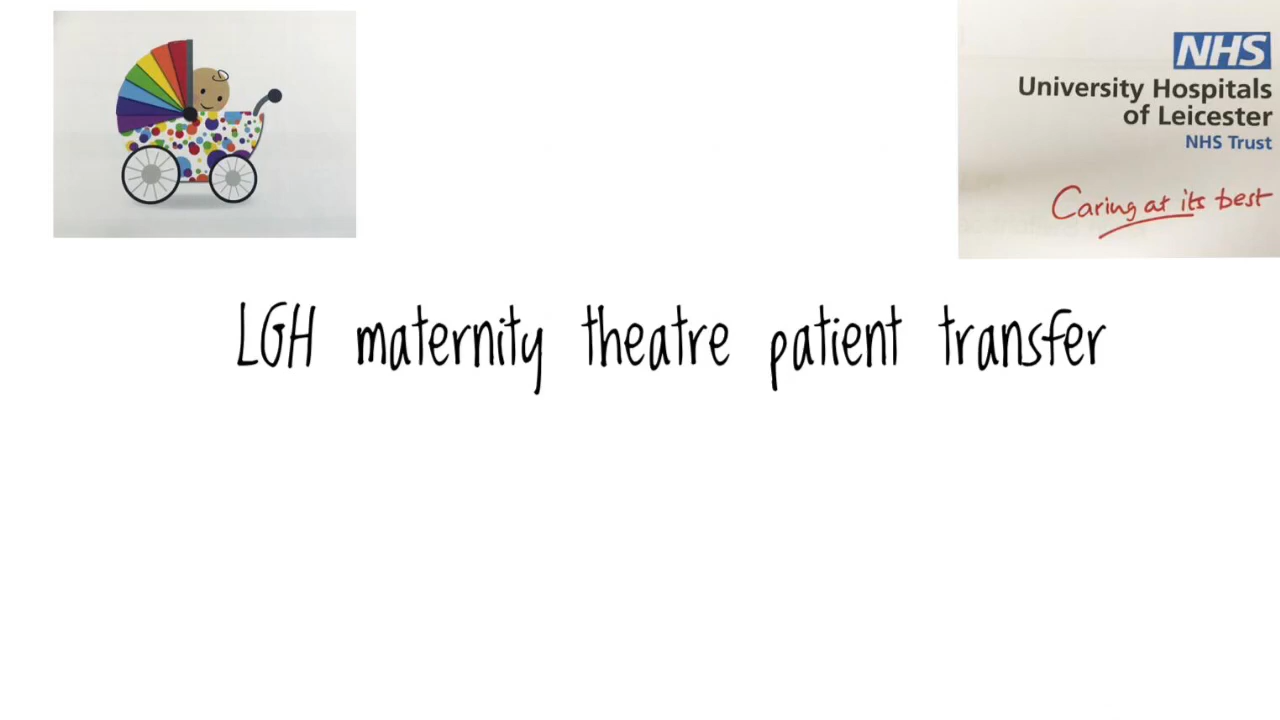 NHS
University Hospitals
of Leicester
NHS Trust
Caring at its best
LGH maternity theatre patient transfer